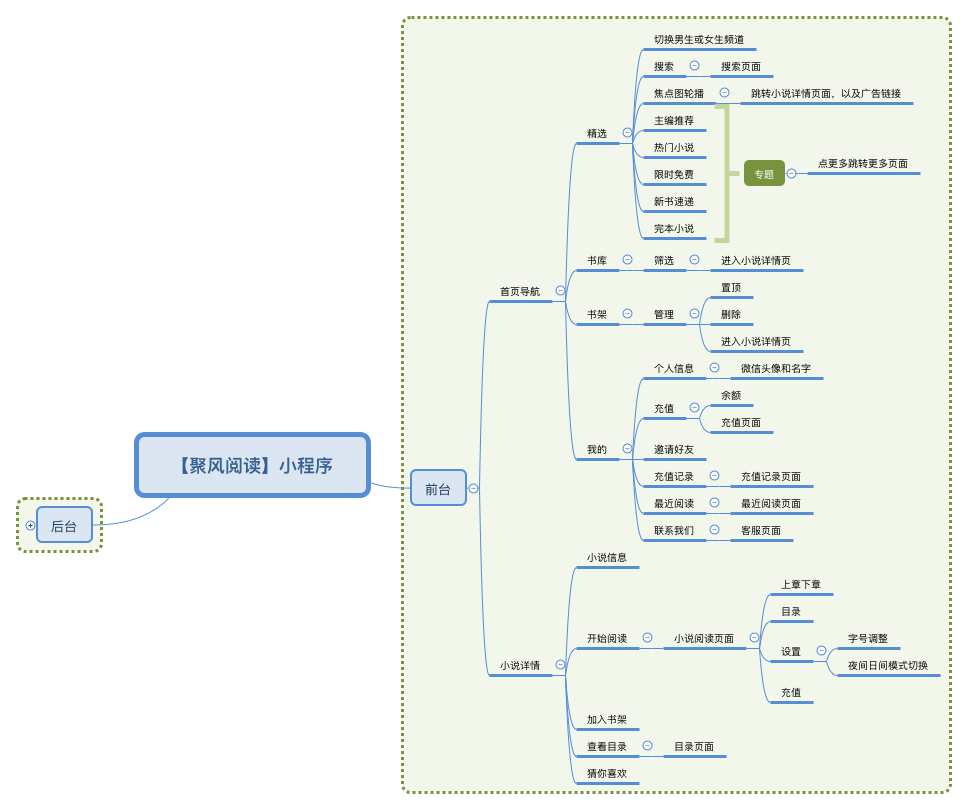 【聚风阅读】小程序
后台
前台
首页导航
精选
切换男生或女生频道
搜索
搜索页面
焦点图轮播
跳转小说详情页面，以及广告链接
主编推荐
热门小说
限时免费
新书速递
完本小说
专题
点更多跳转更多页面
书库
筛选
进入小说详情页
书架
管理
置顶
删除
进入小说详情页
我的
个人信息
微信头像和名字
充值
余额
充值页面
邀请好友
充值记录
充值记录页面
最近阅读
最近阅读页面
联系我们
客服页面
小说详情
小说信息
开始阅读
小说阅读页面
上章下章
目录
设置
字号调整
夜间日间模式切换
充值
加入书架
查看目录
目录页面
猜你喜欢